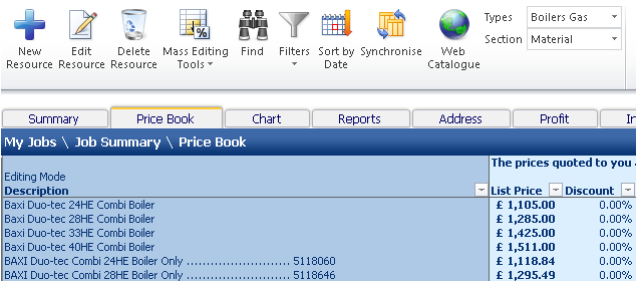 Types Boilers Gas
Section Material
New Resource
Edit Resource
Delete Resource
Mass Editing Tools
Find
Filters
Sort by Date
Synchronise
Web Catalogue
Summary Price Book Chart Reports Address Profit
My Jobs \ Job Summary \ Price Book
The prices quoted to you
Editing Mode
Description List Price Discount
Baxi Duo-tec 24HE Combi Boiler £ 1,105.00 0.00%
Baxi Duo-tec 28HE Combi Boiler £ 1,285.00 0.00%
Baxi Duo-tec 33HE Combi Boiler £ 1,425.00 0.00%
Baxi Duo-tec 40HE Combi Boiler £ 1,511.00 0.00%
BAXI Duo-tec Combi 24HE Boiler Only .......................... 5118060 £ 1,118.84 0.00%
BAXI Duo-tec Combi 28HE Boiler Only .......................... 5118646 £ 1,295.49 0.00%